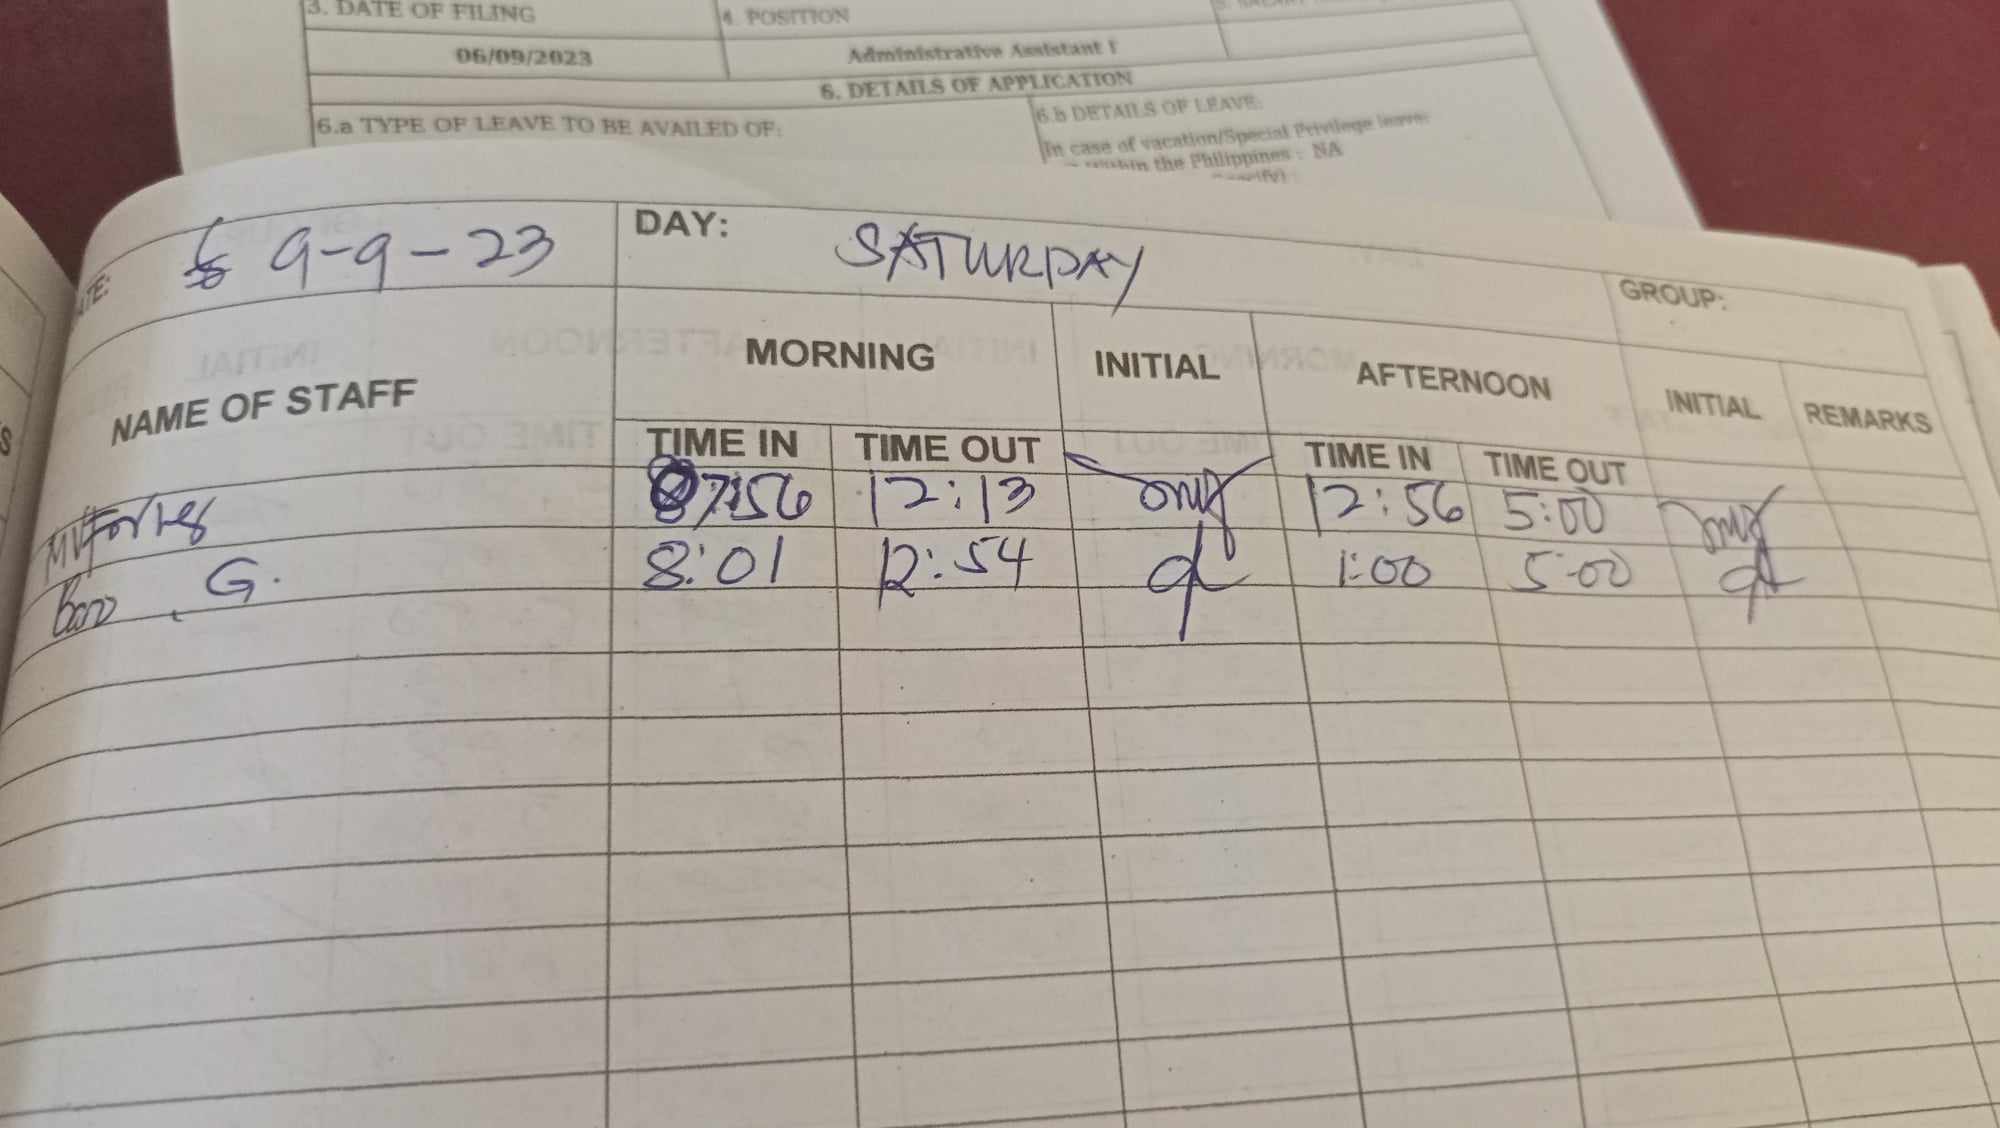 3. DATE OF FILING 4. POSITION
06/09/2023 Administrative Assistant I
6. DETAILS OF APPLICATION
6.a TYPE OF LEAVE TO BE AVAILED OF: 6.b DETAILS OF LEAVE:
In case of vacation/Special Privilege leave:
within the Philippines : NA
9-9-23 DAY: SATURDAY GROUP:
NAME OF STAFF MORNING INITIAL AFTERNOON INITIAL REMARKS
TIME IN TIME OUT TIME IN TIME OUT
7:56 12:13 12:56 5:00
G. 8:01 12:54 1:00 5:00